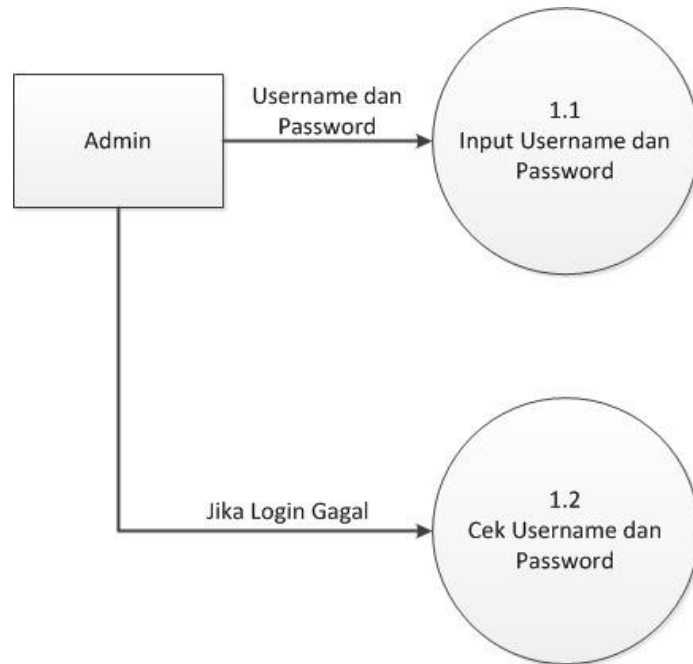 Admin
Username dan
Password
1.1
Input Username dan
Password
Jika Login Gagal
1.2
Cek Username dan
Password